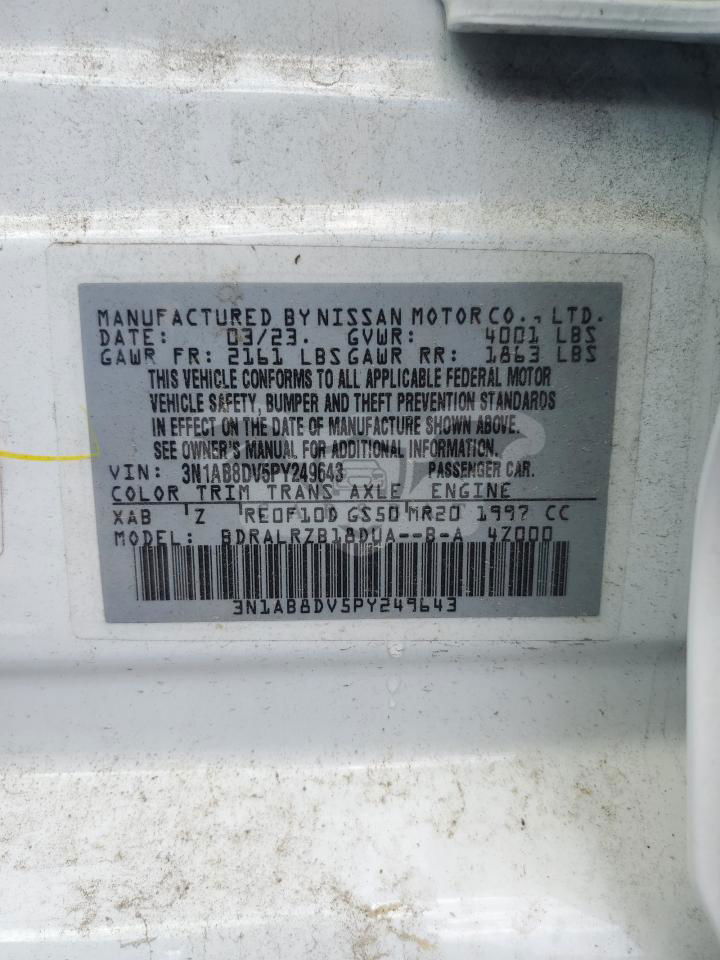 MANUFACTURED BY NISSAN MOTOR CO., LTD.
DATE: 03/23. GVWR: 4001 LBS
GAWR FR: 2161 LBS GAWR RR: 1863 LBS
THIS VEHICLE CONFORMS TO ALL APPLICABLE FEDERAL MOTOR
VEHICLE SAFETY, BUMPER AND THEFT PREVENTION STANDARDS
IN EFFECT ON THE DATE OF MANUFACTURE SHOWN ABOVE.
SEE OWNER'S MANUAL FOR ADDITIONAL INFORMATION.
VIN: 3N1AB8DV5PY249643 PASSENGER CAR.
COLOR TRIM TRANS AXLE ENGINE
XAB Z RE0F10D GS50 MR20 1997 CC
MODEL: BDRALRZB18DUA--B-A 4Z000
3N1AB8DV5PY249643